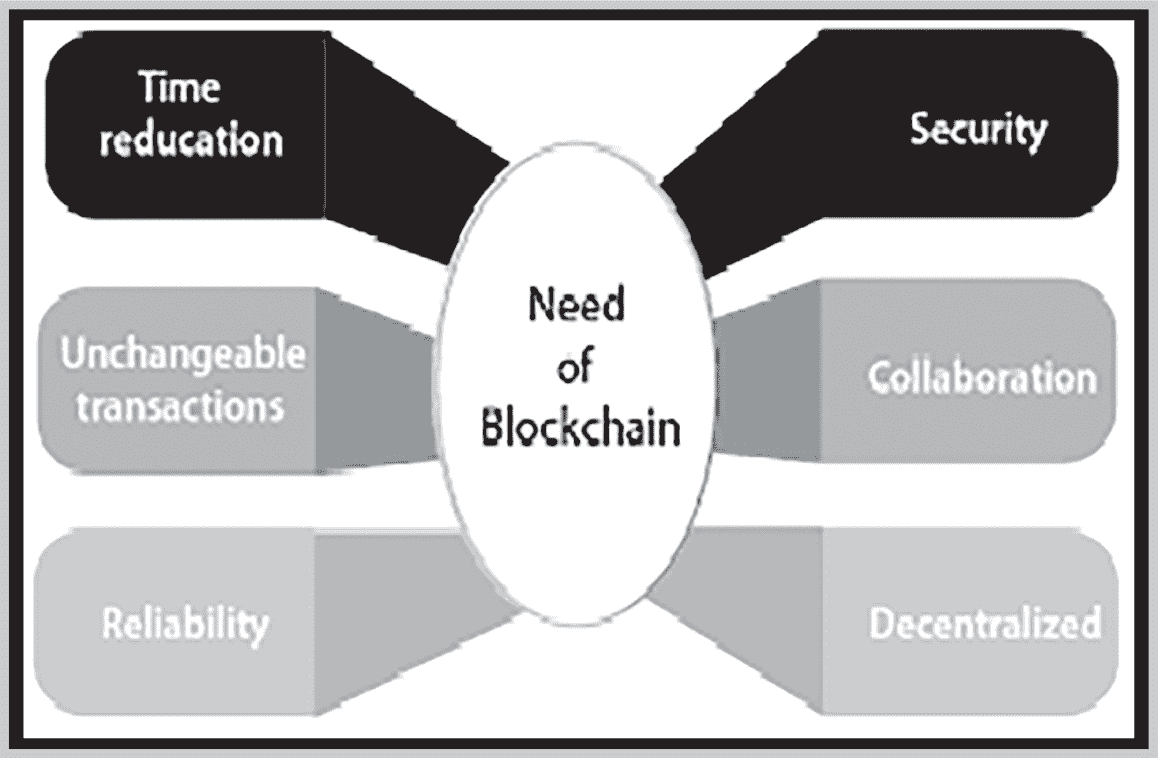 Time
reducation
Security
Need
of
Blockchain
Unchangeable
transactions
Collaboration
Reliability
Decentralized